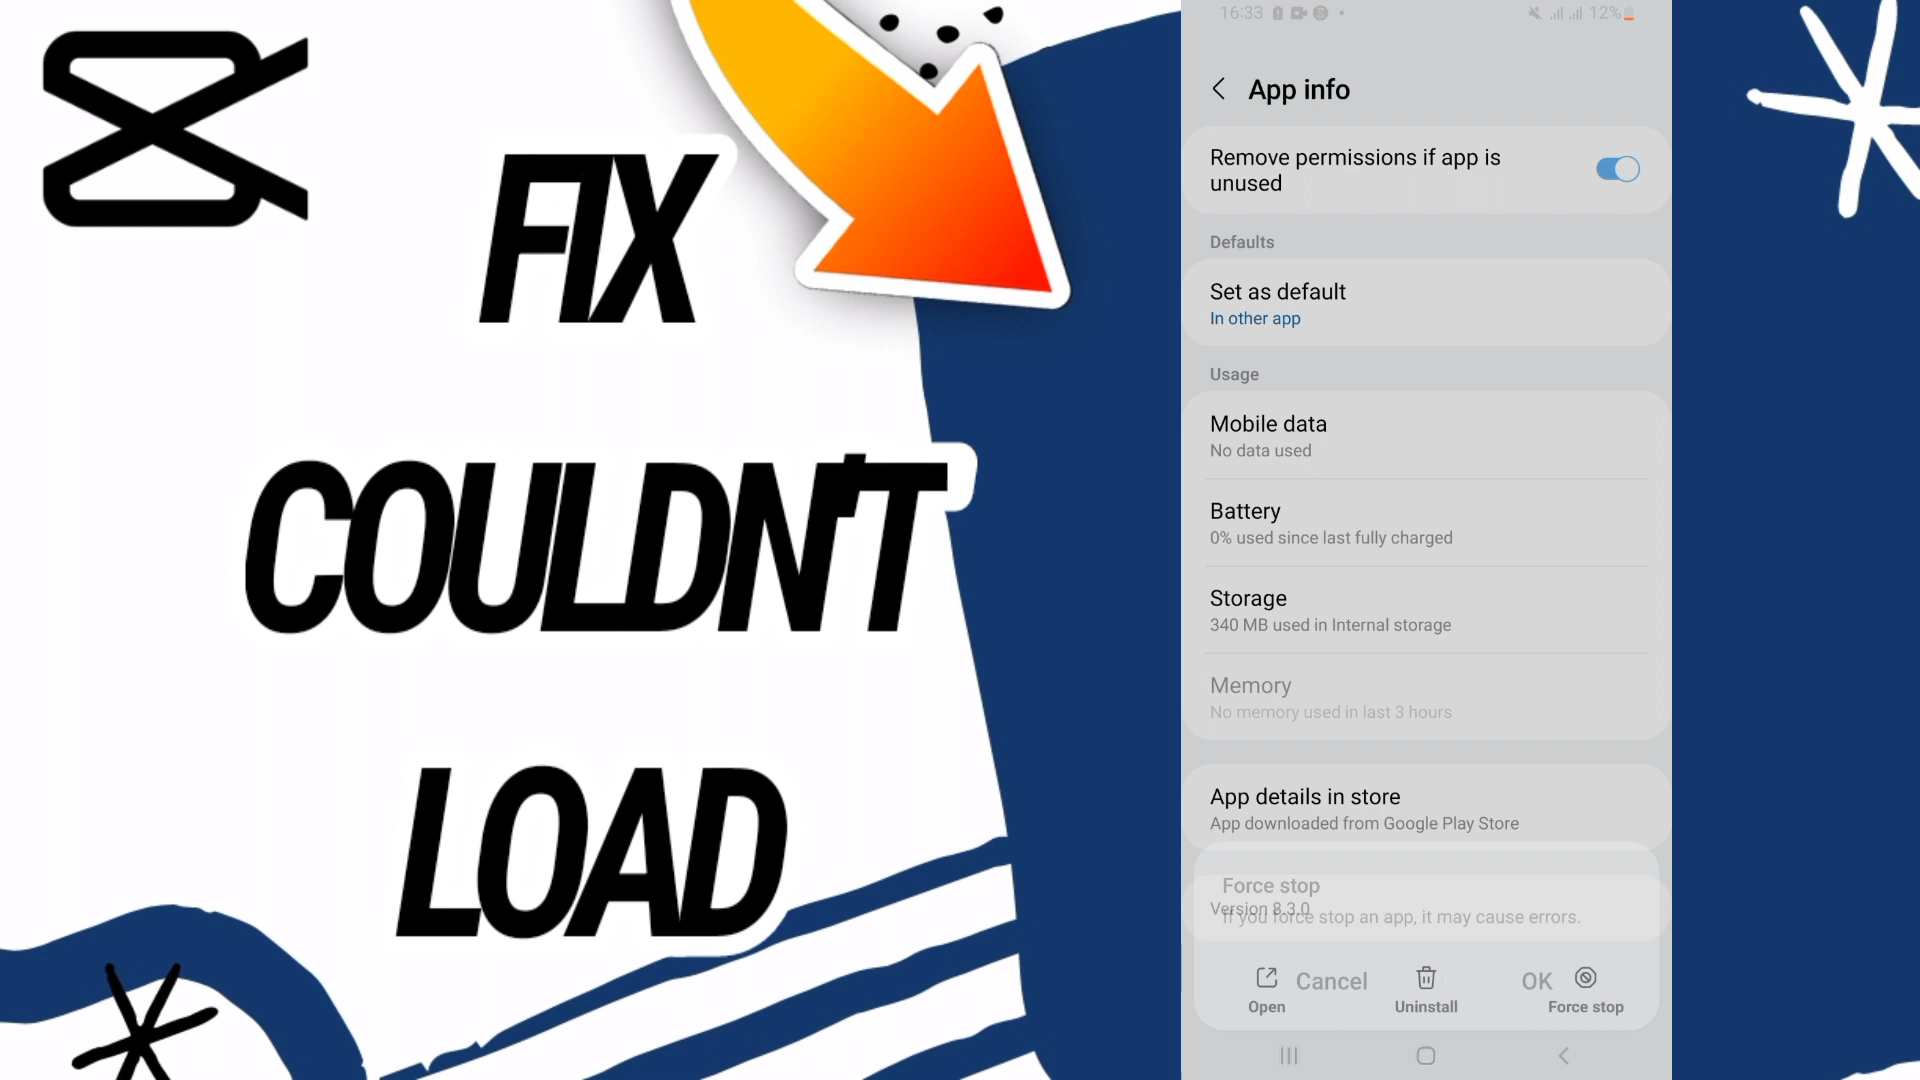 FIX
COULDN'T
LOAD
16:33
12%
App info
Remove permissions if app is
unused
Defaults
Set as default
In other app
Usage
Mobile data
No data used
Battery
0% used since last fully charged
Storage
340 MB used in Internal storage
Memory
No memory used in last 3 hours
App details in store
App downloaded from Google Play Store
Force stop
Version 8.3.0
If you force stop an app, it may cause errors.
Cancel
OK
Open
Uninstall
Force stop